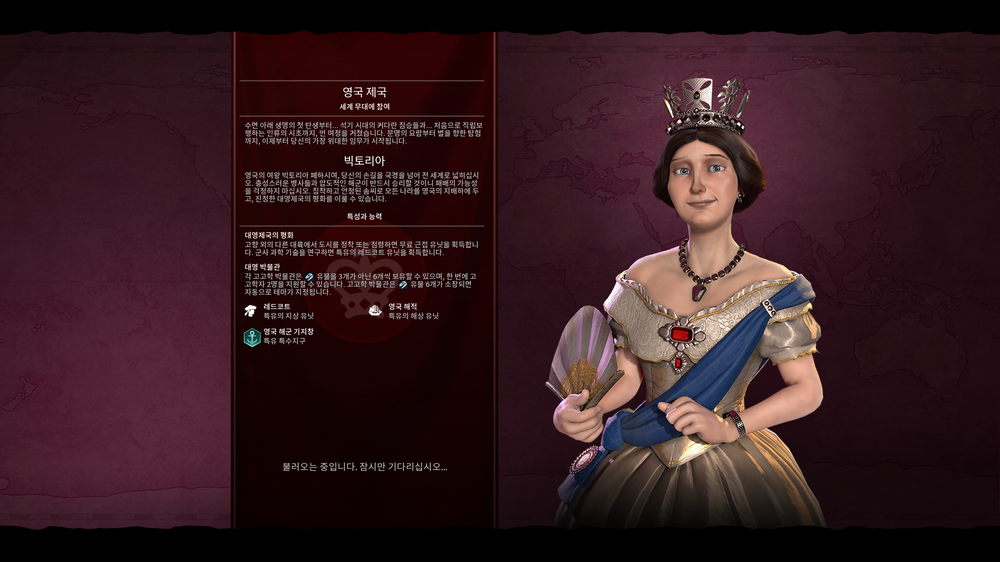 영국 제국
세계 무대에 참여
수면 아래 생명의 첫 탄생부터... 석기 시대의 커다란 짐승들과... 처음으로 직립보
행하는 인류의 시초까지, 먼 여정을 거쳤습니다. 문명의 요람부터 별을 향한 탐험
까지, 이제부터 당신의 가장 위대한 임무가 시작됩니다.
빅토리아
영국의 여왕 빅토리아 폐하시여, 당신의 손길을 국경을 넘어 전 세계로 넓히십시
오. 충성스러운 병사들과 압도적인 해군이 반드시 승리할 것이니 패배의 가능성
을 걱정하지 마십시오. 침착하고 안정된 솜씨로 모든 나라를 영국의 지배하에 두
고, 진정한 대영제국의 평화를 이룰 수 있습니다.
특성과 능력
대영제국의 평화
고향 외의 다른 대륙에서 도시를 정착 또는 점령하면 무료 근접 유닛을 획득합니
다. 군사 과학 기술을 연구하면 특유의 레드코트 유닛을 획득합니다.
대영 박물관
각 고고학 박물관은 유물을 3개가 아닌 6개씩 보유할 수 있으며, 한 번에 고
고학자 2명을 지원할 수 있습니다. 고고학 박물관은 유물 6개가 소장되면
자동으로 테마가 지정됩니다.
레드코트
특유의 지상 유닛
영국 해적
특유의 해상 유닛
영국 해군 기지창
특유 특수지구
불러오는 중입니다. 잠시만 기다리십시오...